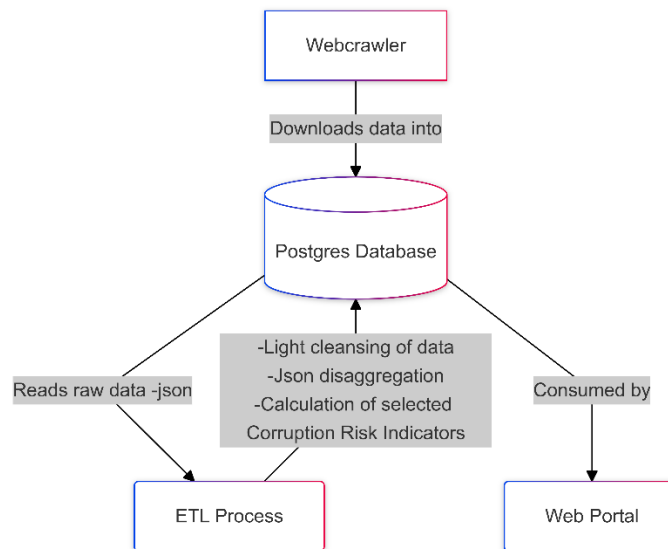 Webcrawler
Downloads data into
Postgres Database
-Light cleansing of data
-Json disaggregation
-Calculation of selected
Corruption Risk Indicators
Reads raw data -json
Consumed by
ETL Process
Web Portal